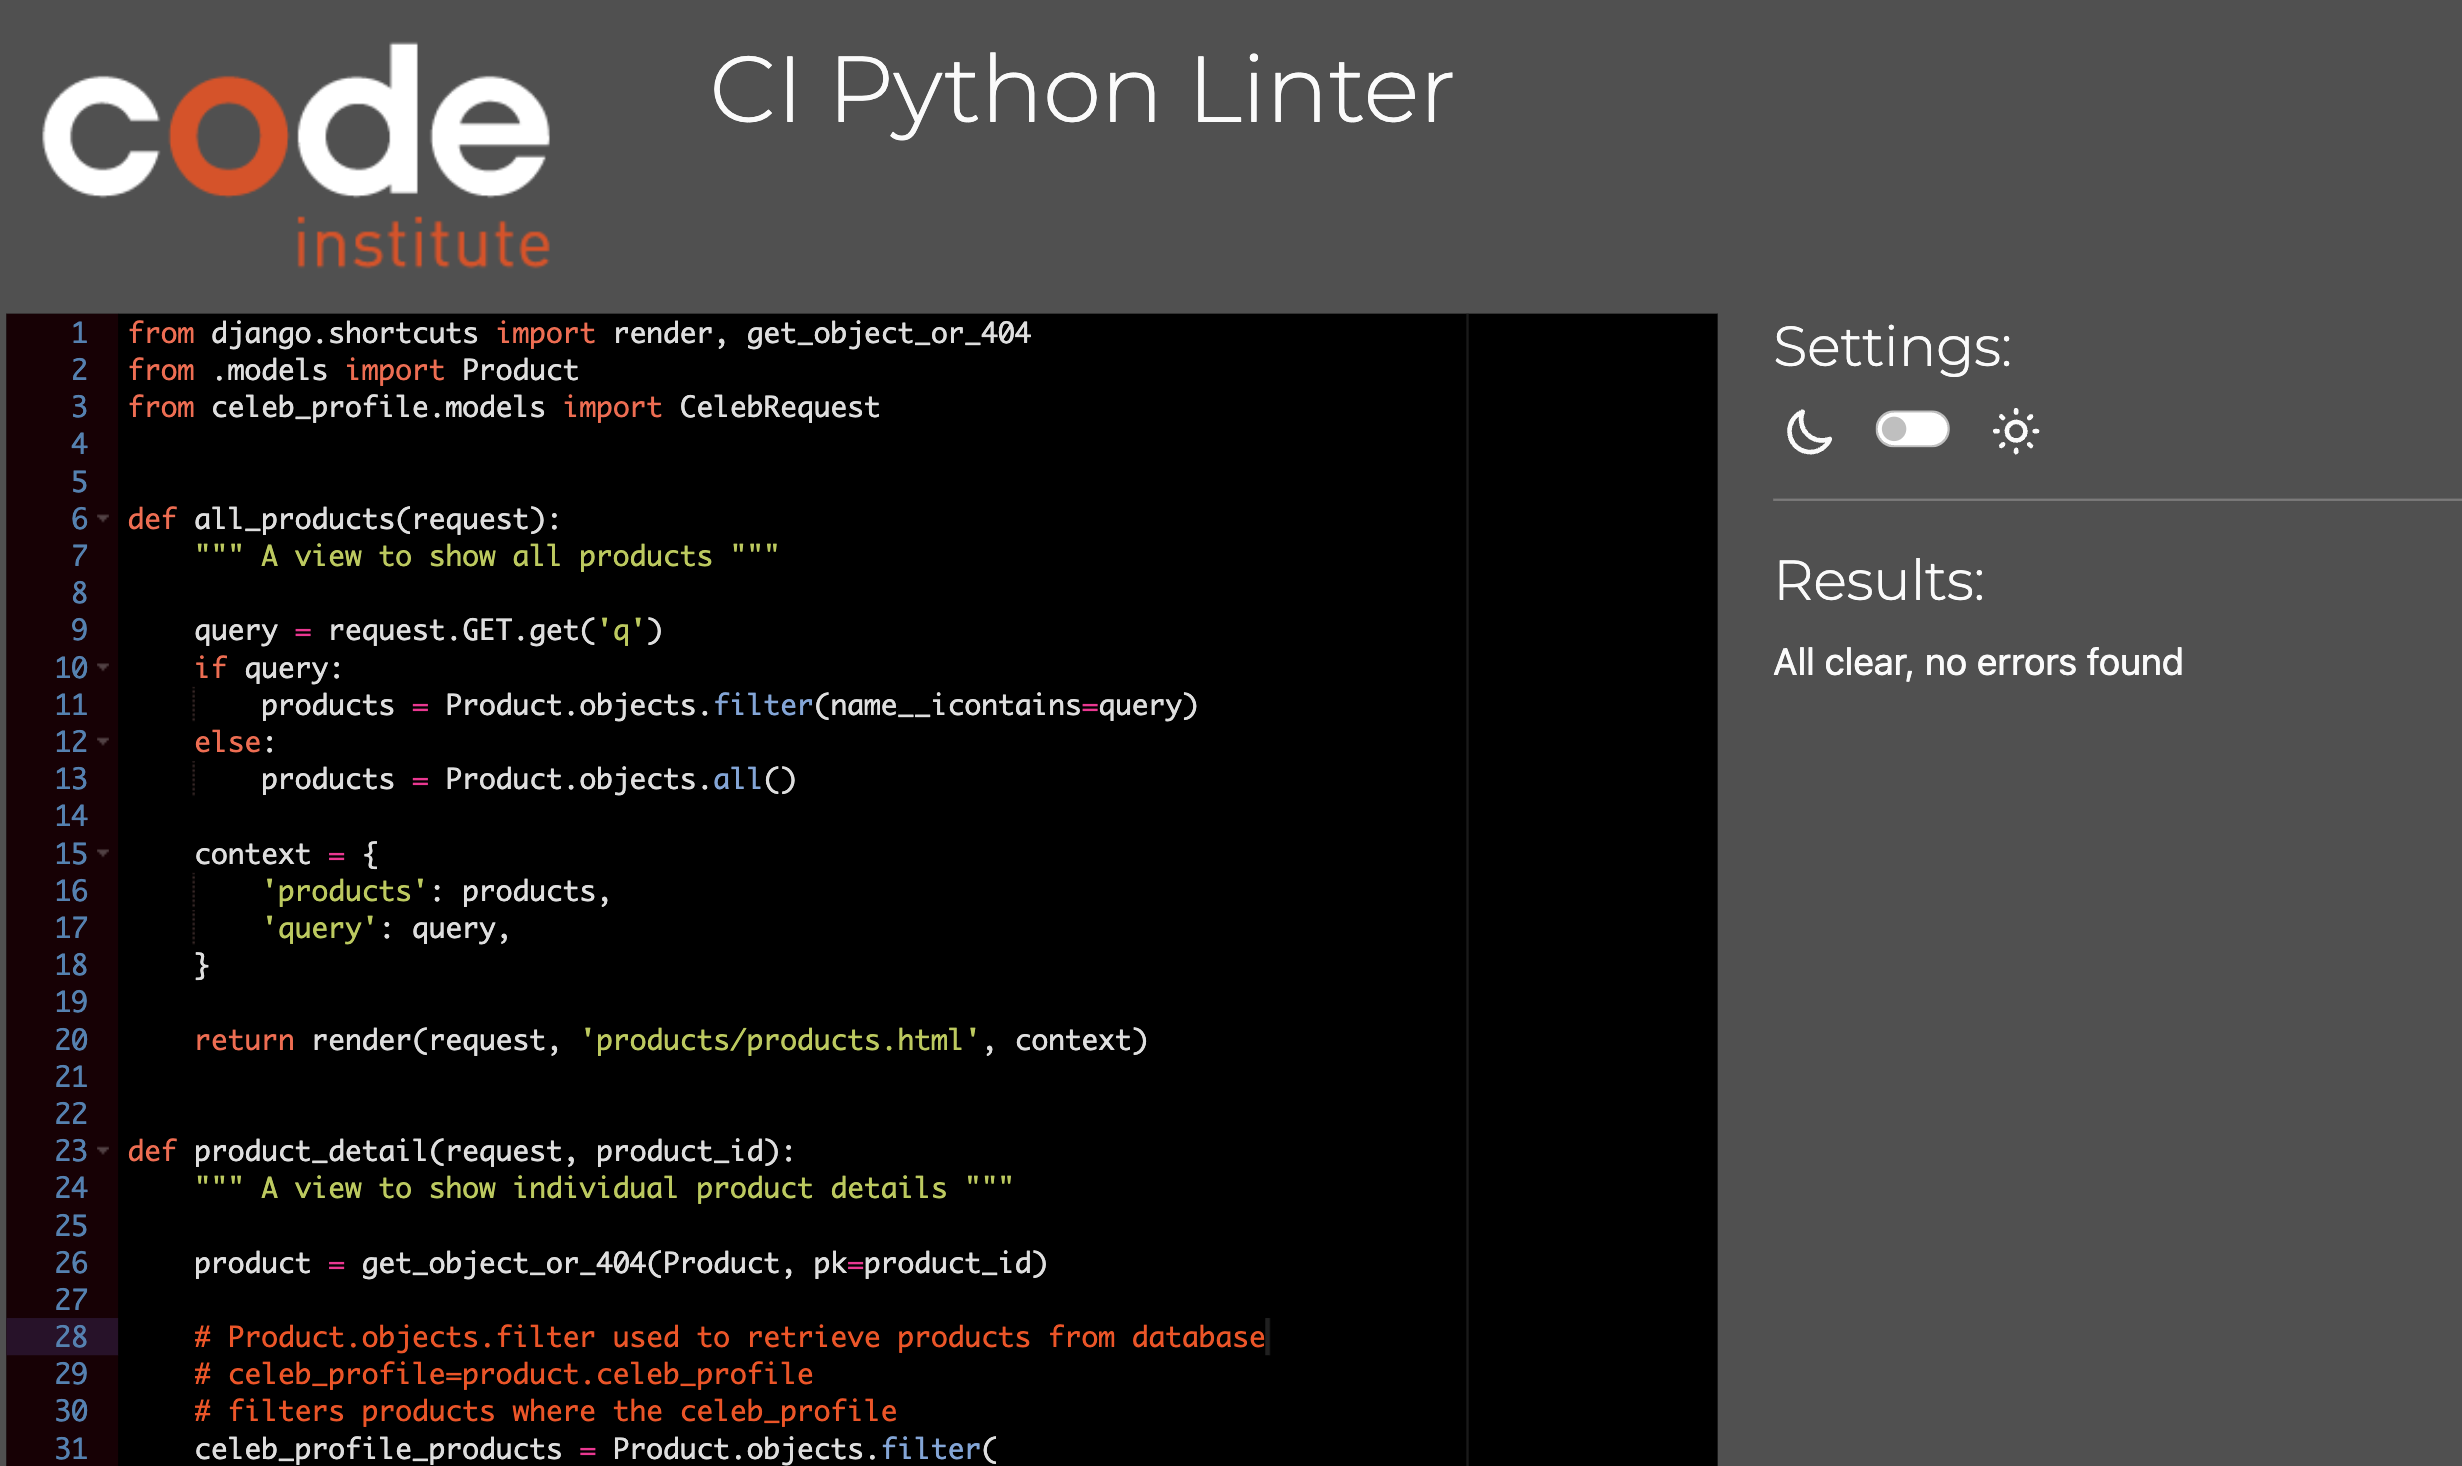 code
institute
CI Python Linter
1 from django.shortcuts import render, get_object_or_404
2 from .models import Product
3 from celeb_profile.models import CelebRequest
4
5
6 def all_products(request):
7     """ A view to show all products """
8
9     query = request.GET.get('q')
10     if query:
11         products = Product.objects.filter(name__icontains=query)
12     else:
13         products = Product.objects.all()
14
15     context = {
16         'products': products,
17         'query': query,
18     }
19
20     return render(request, 'products/products.html', context)
21
22
23 def product_detail(request, product_id):
24     """ A view to show individual product details """
25
26     product = get_object_or_404(Product, pk=product_id)
27
28     # Product.objects.filter used to retrieve products from database
29     # celeb_profile=product.celeb_profile
30     # filters products where the celeb_profile
31     celeb_profile_products = Product.objects.filter(
Settings:
Results:
All clear, no errors found